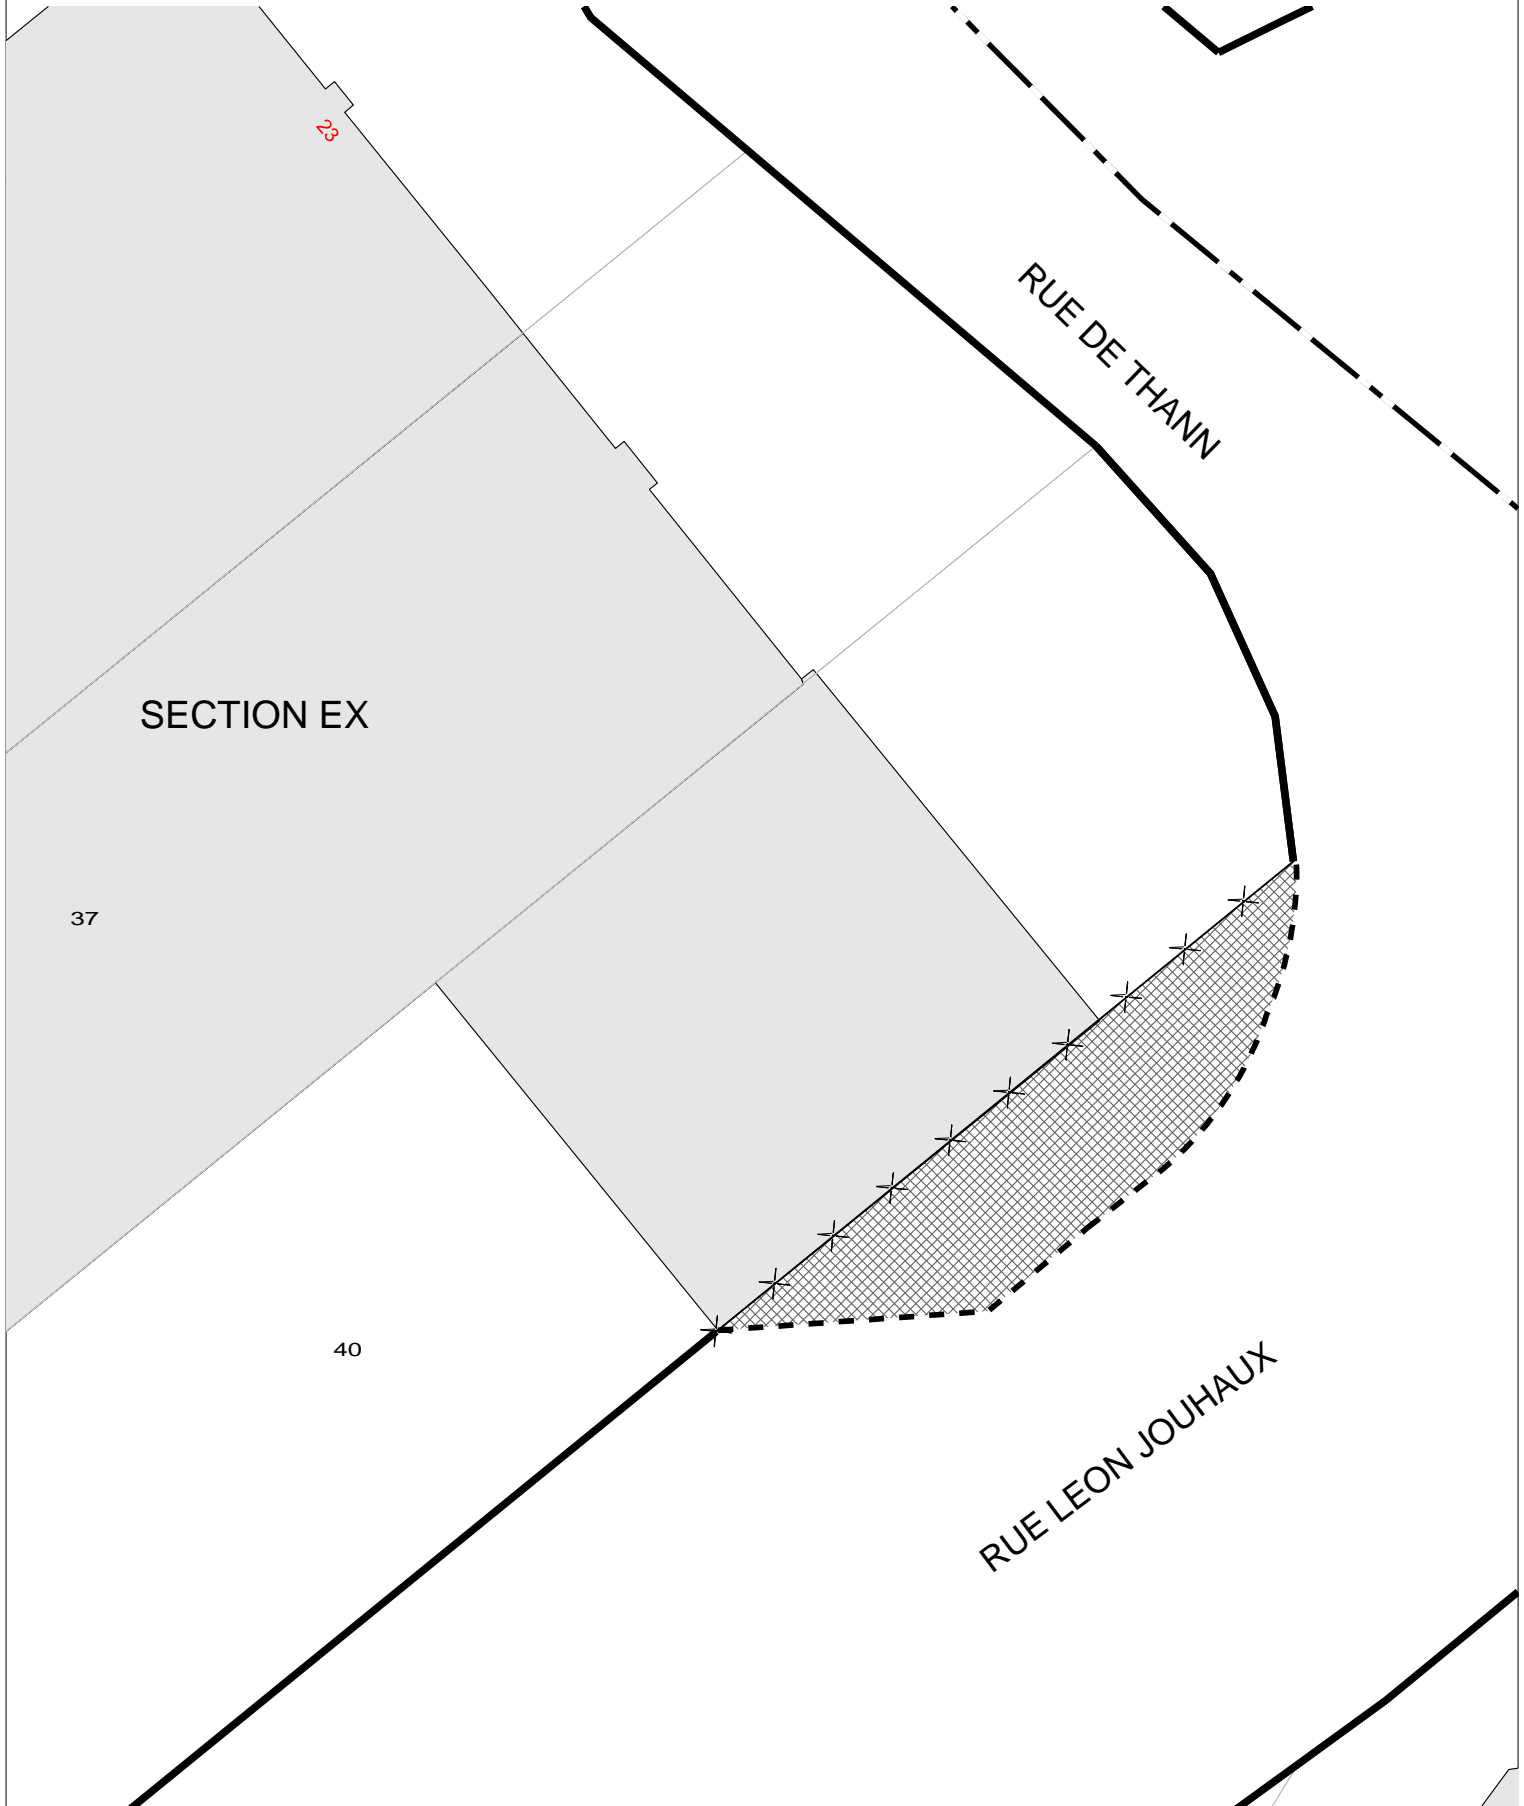 23
RUE DE THANN
SECTION EX
37
40
RUE LEON JOUHAUX